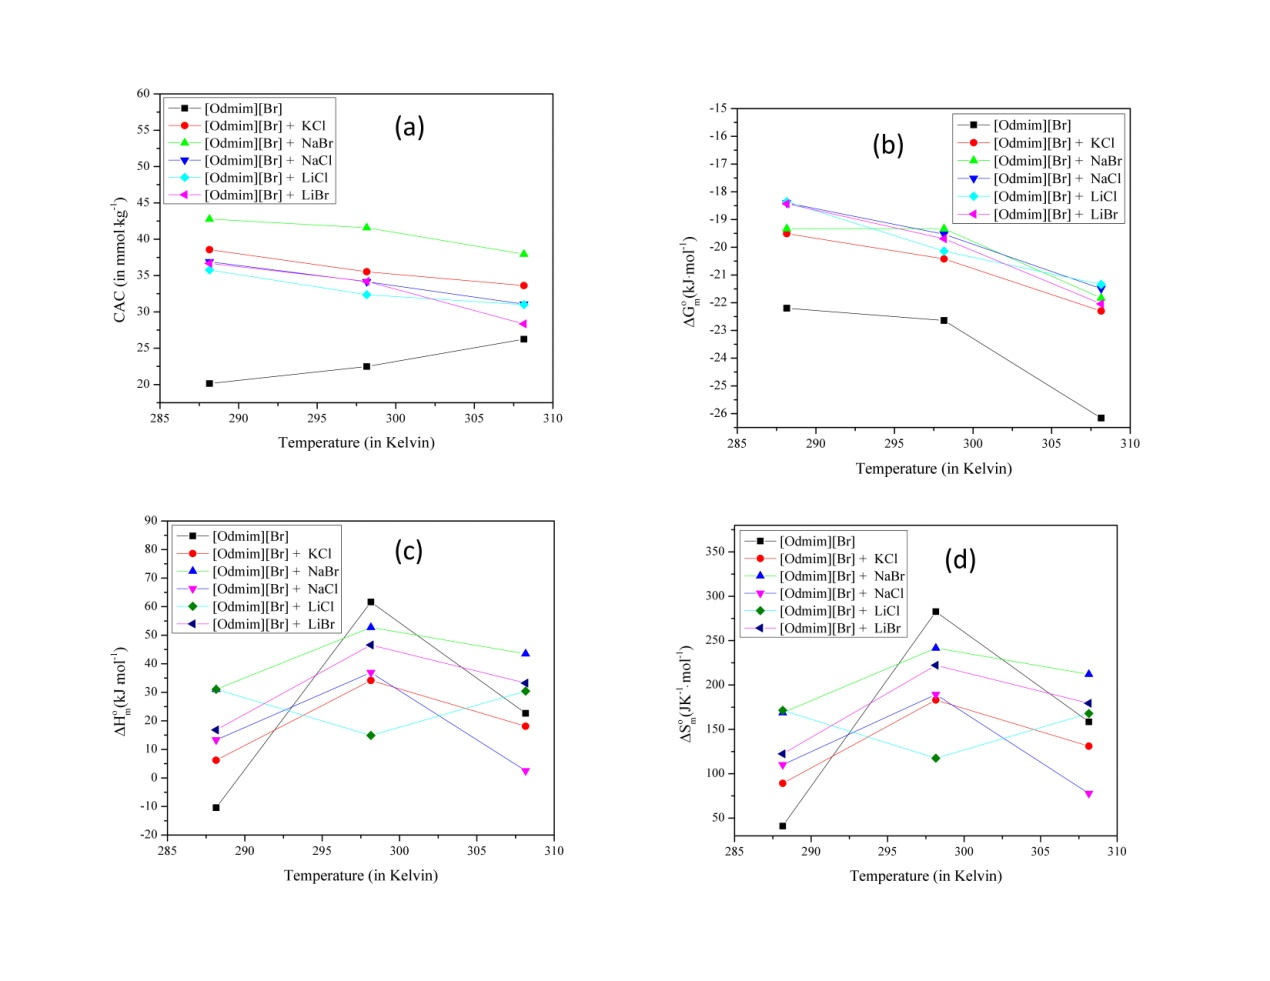 (a)
[Odmim][Br]
[Odmim][Br] + KCl
[Odmim][Br] + NaBr
[Odmim][Br] + NaCl
[Odmim][Br] + LiCl
[Odmim][Br] + LiBr
CAC (in mmol·kg⁻¹)
60
55
50
45
40
35
30
25
20
285 290 295 300 305 310
Temperature (in Kelvin)
(b)
[Odmim][Br]
[Odmim][Br] + KCl
[Odmim][Br] + NaBr
[Odmim][Br] + NaCl
[Odmim][Br] + LiCl
[Odmim][Br] + LiBr
ΔG°m (kJ·mol⁻¹)
-15
-16
-17
-18
-19
-20
-21
-22
-23
-24
-25
-26
285 290 295 300 305 310
Temperature (in Kelvin)
(c)
[Odmim][Br]
[Odmim][Br] + KCl
[Odmim][Br] + NaBr
[Odmim][Br] + NaCl
[Odmim][Br] + LiCl
[Odmim][Br] + LiBr
ΔH°m (kJ mol⁻¹)
90
80
70
60
50
40
30
20
10
0
-10
-20
285 290 295 300 305 310
Temperature (in Kelvin)
(d)
[Odmim][Br]
[Odmim][Br] + KCl
[Odmim][Br] + NaBr
[Odmim][Br] + NaCl
[Odmim][Br] + LiCl
[Odmim][Br] + LiBr
ΔS°m (JK⁻¹·mol⁻¹)
350
300
250
200
150
100
50
285 290 295 300 305 310
Temperature (in Kelvin)